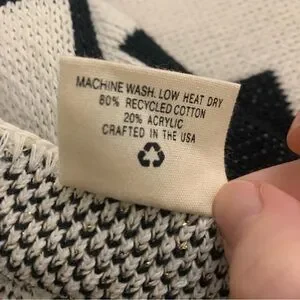 MACHINE WASH. LOW HEAT DRY
80% RECYCLED COTTON
20% ACRYLIC
CRAFTED IN THE USA